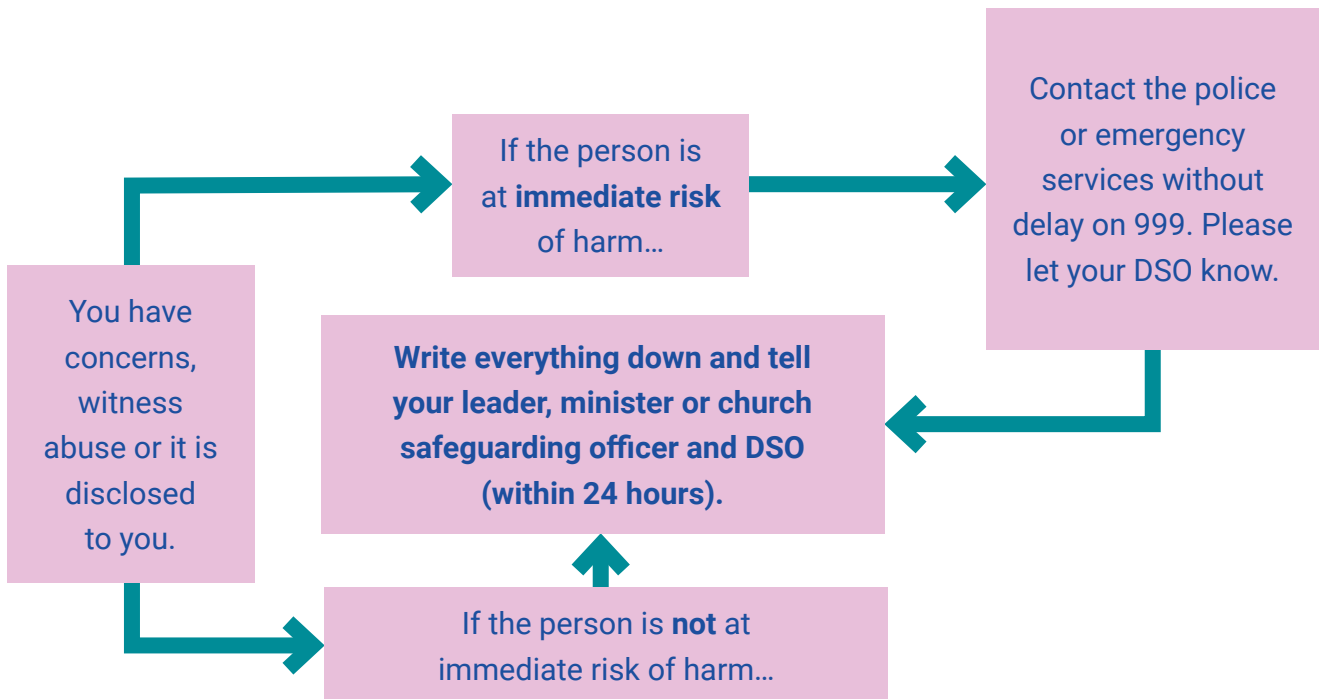 You have
concerns,
witness
abuse or it is
disclosed
to you.
If the person is
at immediate risk
of harm…
Contact the police
or emergency
services without
delay on 999. Please
let your DSO know.
Write everything down and tell
your leader, minister or church
safeguarding officer and DSO
(within 24 hours).
If the person is not at
immediate risk of harm…